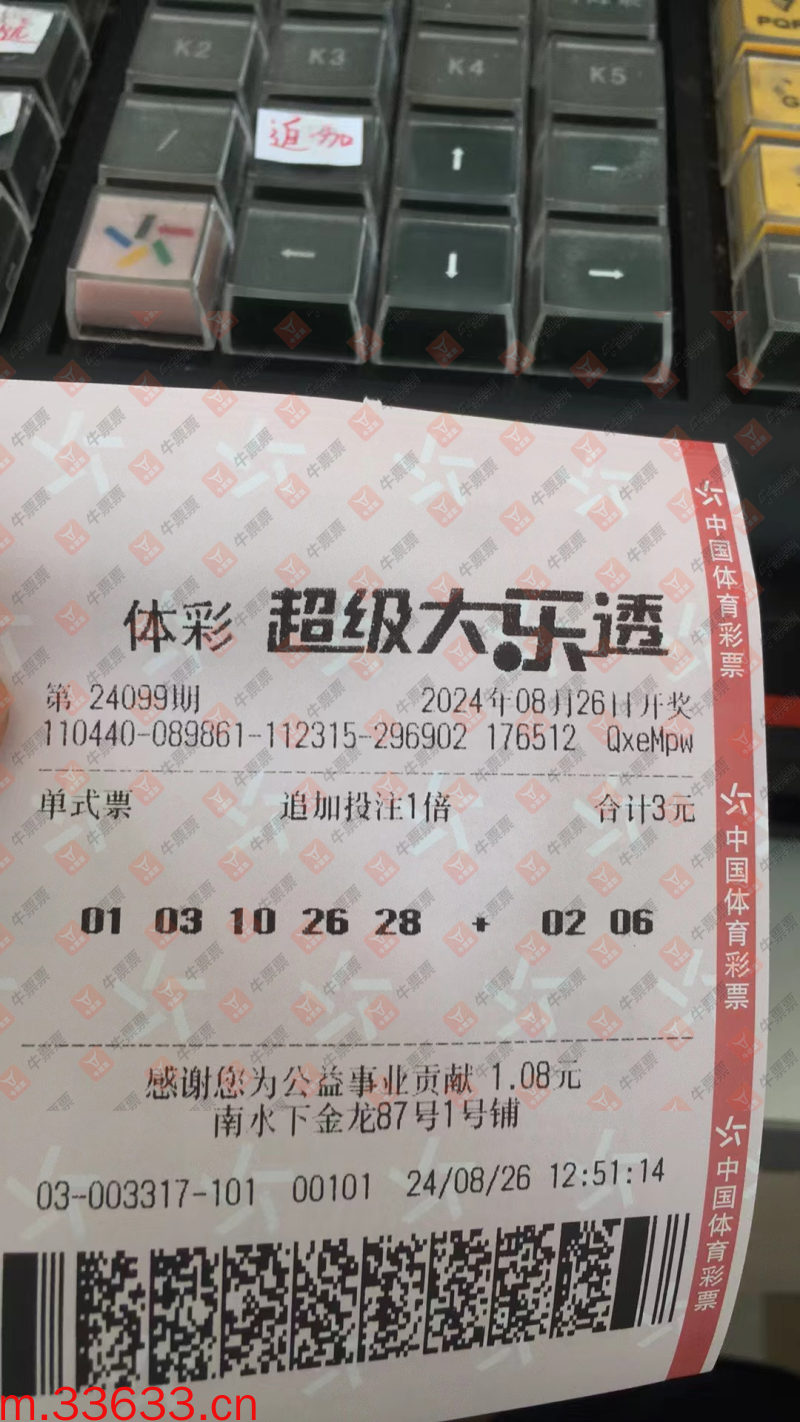 K2
K3
K4
K5
PQR
/
追加
↑
-
←
↓
→
体彩 超级大乐透
第 24099期 2024年08月26日开奖
110440-089861-112315-296902 176512 QxeMpw
单式票 追加投注1倍 合计3元
01 03 10 26 28 + 02 06
感谢您为公益事业贡献 1.08元
南水下金龙87号1号铺
03-003317-101 00101 24/08/26 12:51:14
中国体育彩票
中国体育彩票
中国体育彩票
牛票票
m.33633.cn